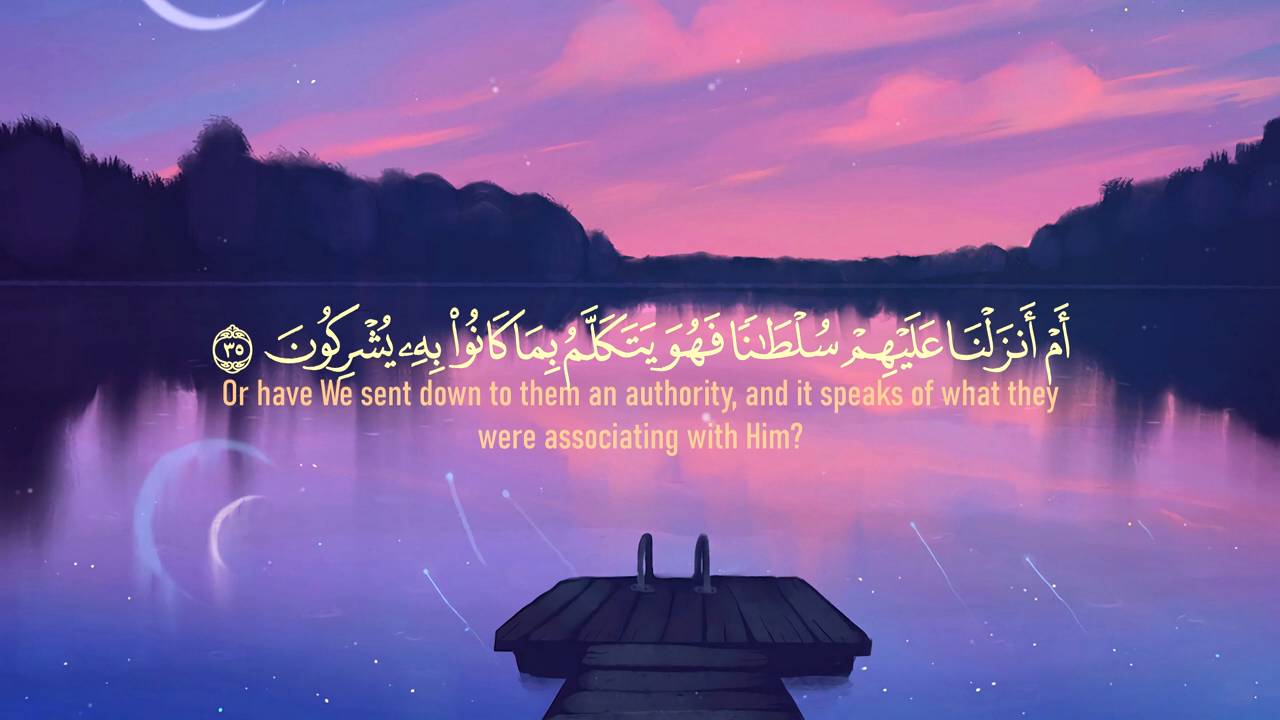 أَمْ أَنزَلْنَا عَلَيْهِمْ سُلْطَٰنًا فَهُوَ يَتَكَلَّمُ بِمَا كَانُوا۟ بِهِۦ يُشْرِكُونَ ٣٥
Or have We sent down to them an authority, and it speaks of what they
were associating with Him?